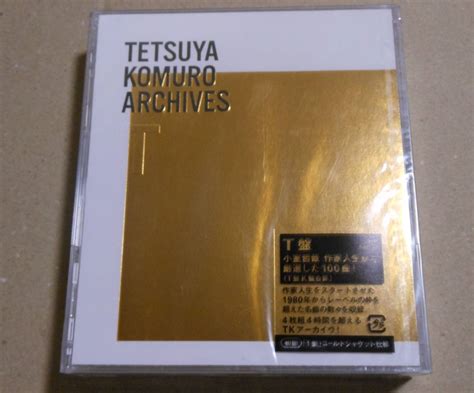 TETSUYA
KOMURO
ARCHIVES
T
T盤
小室哲哉 作家人生から
厳選した100曲!
作家人生をスタートさせた
1980年からレーベルの枠を
超えた名曲の数々を収録
4枚組4時間を超える
TKアーカイヴ!